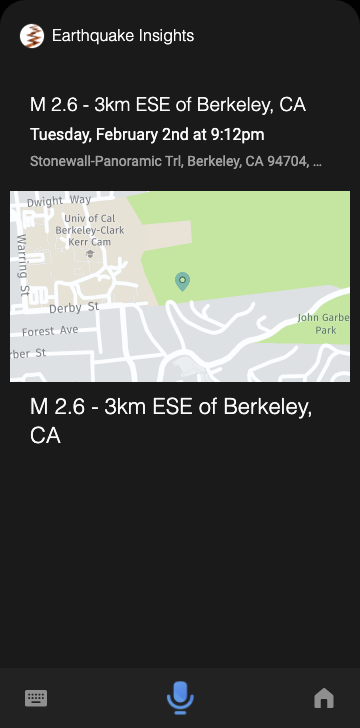 Earthquake Insights
M 2.6 - 3km ESE of Berkeley, CA
Tuesday, February 2nd at 9:12pm
Stonewall-Panoramic Trl, Berkeley, CA 94704, ...
Dwight Way
Univ of Cal
Berkeley-Clark
Kerr Cam
Warring St
Derby St
John Garbe
Park
Forest Ave
rber St
M 2.6 - 3km ESE of Berkeley,
CA